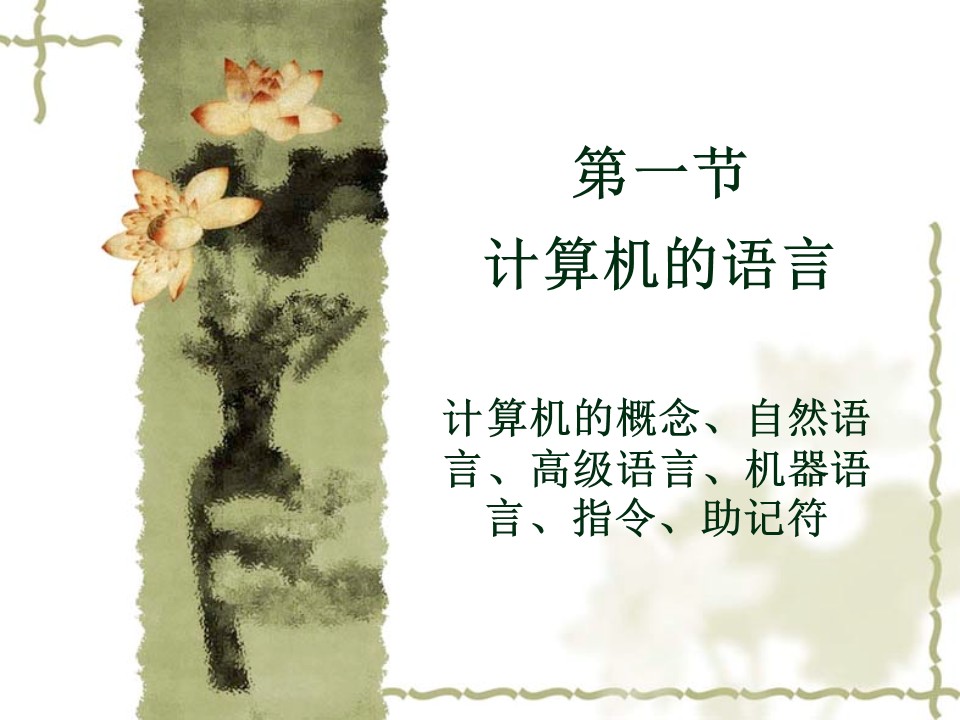 第一节
计算机的语言
计算机的概念、自然语
言、高级语言、机器语
言、指令、助记符